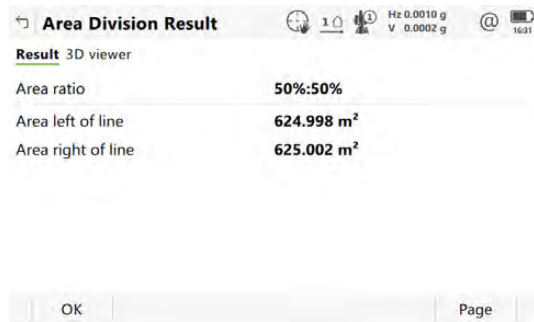 Area Division Result
1
1
Hz 0.0010 g
V 0.0002 g
@
16:31
Result 3D viewer
Area ratio 50%:50%
Area left of line 624.998 m²
Area right of line 625.002 m²
OK Page